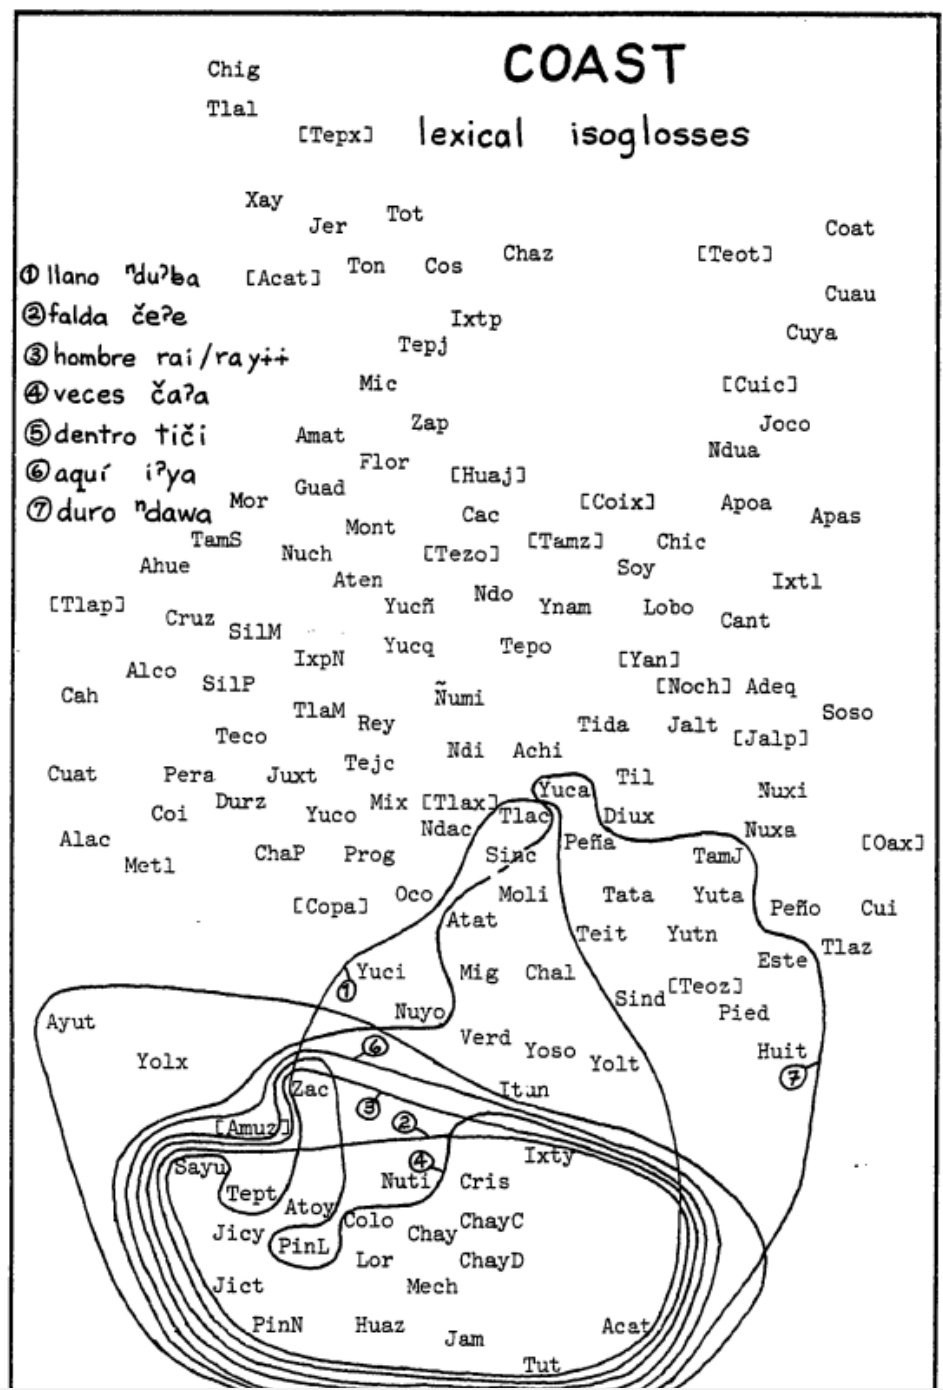 COAST
lexical isoglosses
Chig
Tlal
[Tepx]
Xay
Jer Tot
Coat
Chaz [Teot]
① llano ⁿduʔba [Acat] Ton Cos
Cuau
② falda čeʔe Ixtp
Cuya
Tepj
③ hombre rai/rayɨɨ
Mic [Cuic]
④ veces čaʔa
Zap Joco
⑤ dentro tiči Amat
Ndua
Flor [Huaj]
⑥ aquí iʔya
Guad
Mor [Coix] Apoa
⑦ duro ⁿdawa Cac Apas
Mont
TamS [Tamz] Chic
Nuch [Tezo]
Ahue Soy
Aten Ixtl
Ndo
[Tlap] Yucñ Ynam Lobo
Cruz Cant
SilM
Yucq Tepo
IxpN [Yan]
Alco
SilP [Noch] Adeq
Cah Ñumi
TlaM Soso
Rey Tida Jalt
Teco [Jalp]
Ndi Achi
Tejc
Cuat Pera Juxt Til
Yuca Nuxi
Durz Mix [Tlax]
Coi Yuco Tlac Diux
Ndac Nuxa
Alac Peña [Oax]
ChaP Prog Sinc TamJ
Metl
Oco Moli Tata Yuta
[Copa] Peño Cui
Atat
Teit Yutn
Tlaz
Este
Yuci Mig Chal
① [Teoz]
Sind
Nuyo Pied
Ayut
Verd
⑥ Yoso Huit
Yolx Yolt
⑦
Zac Itun
③
② 
[Amuz]
④ Ixty
Sayu
Nuti Cris
Tept
Atoy
Colo ChayC
Jicy Chay
PinL
Lor ChayD
Jict Mech
PinN Huaz Acat
Jam
Tut